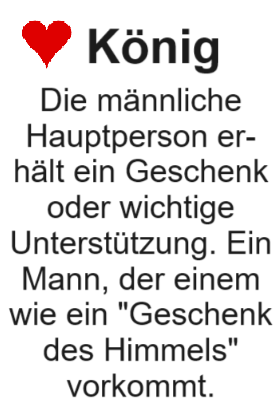 König
Die männliche
Hauptperson er-
hält ein Geschenk
oder wichtige
Unterstützung. Ein
Mann, der einem
wie ein "Geschenk
des Himmels"
vorkommt.